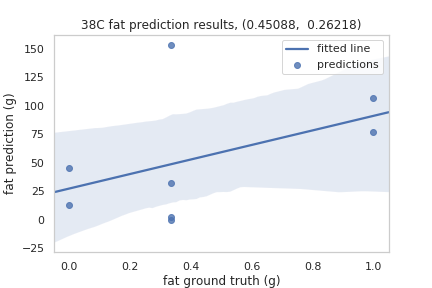 38C fat prediction results, (0.45088,  0.26218)
fitted line
predictions
fat prediction (g)
150
125
100
75
50
25
0
−25
0.0 0.2 0.4 0.6 0.8 1.0
fat ground truth (g)